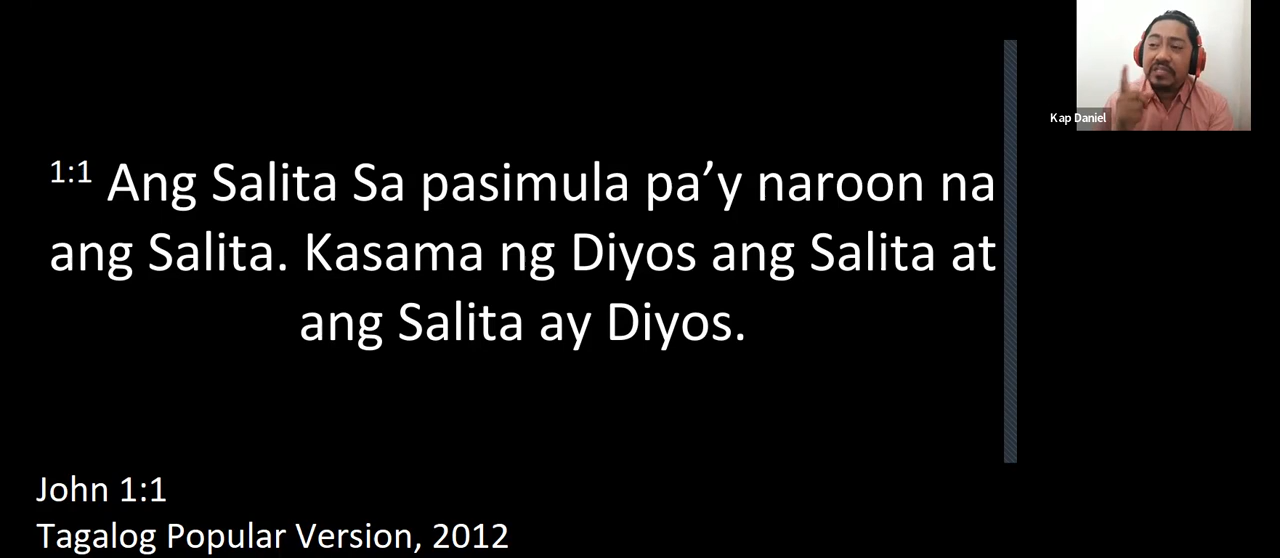 1:1 Ang Salita Sa pasimula pa’y naroon na
ang Salita. Kasama ng Diyos ang Salita at
ang Salita ay Diyos.
John 1:1
Tagalog Popular Version, 2012
Kap Daniel